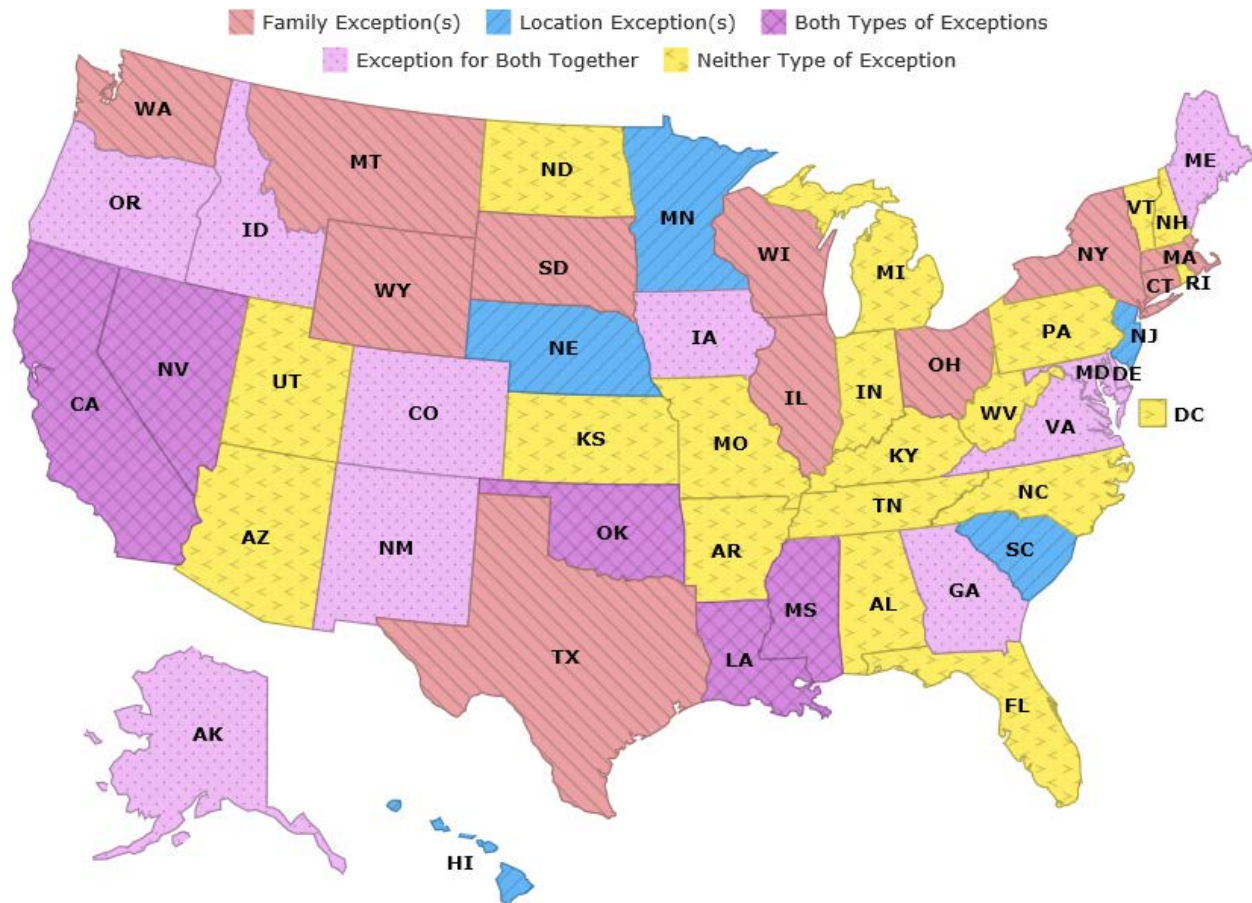 Family Exception(s) Location Exception(s) Both Types of Exceptions
Exception for Both Together Neither Type of Exception
WA
MT
ND
MN
ME
OR
ID
WI
VT
NH
SD
MI
NY
MA
WY
CT
RI
IA
PA
NJ
NE
NV
OH
MD
DE
UT
IN
CA
CO
IL
WV
DC
VA
KS
MO
KY
NC
TN
AZ
NM
OK
AR
SC
GA
MS
AL
TX
LA
FL
AK
HI